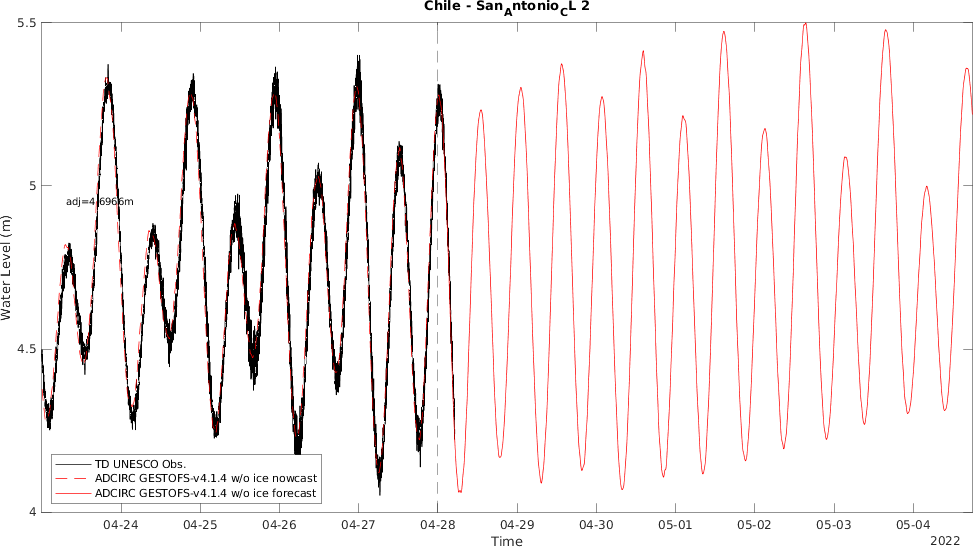 Chile - SanAntonioCL 2
5.5
5
4.5
4
Water Level (m)
adj=4.6966m
TD UNESCO Obs.
ADCIRC GESTOFS-v4.1.4 w/o ice nowcast
ADCIRC GESTOFS-v4.1.4 w/o ice forecast
04-24 04-25 04-26 04-27 04-28 04-29 04-30 05-01 05-02 05-03 05-04
Time
2022